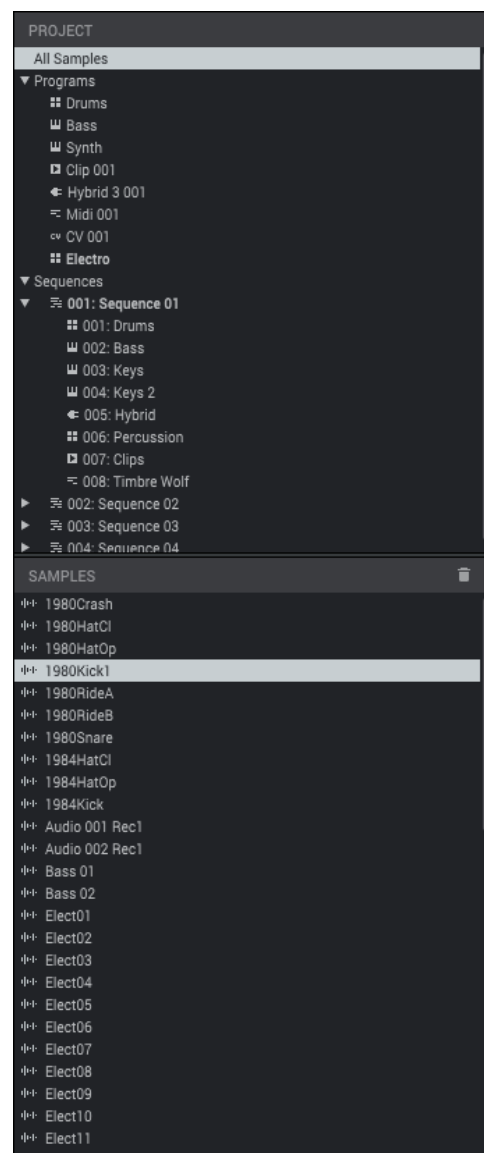 PROJECT
All Samples
Programs
Drums
Bass
Synth
Clip 001
Hybrid 3 001
Midi 001
CV CV 001
Electro
Sequences
001: Sequence 01
001: Drums
002: Bass
003: Keys
004: Keys 2
005: Hybrid
006: Percussion
007: Clips
008: Timbre Wolf
002: Sequence 02
003: Sequence 03
004: Sequence 04
SAMPLES
1980Crash
1980HatCl
1980HatOp
1980Kick1
1980RideA
1980RideB
1980Snare
1984HatCl
1984HatOp
1984Kick
Audio 001 Rec1
Audio 002 Rec1
Bass 01
Bass 02
Elect01
Elect02
Elect03
Elect04
Elect05
Elect06
Elect07
Elect08
Elect09
Elect10
Elect11